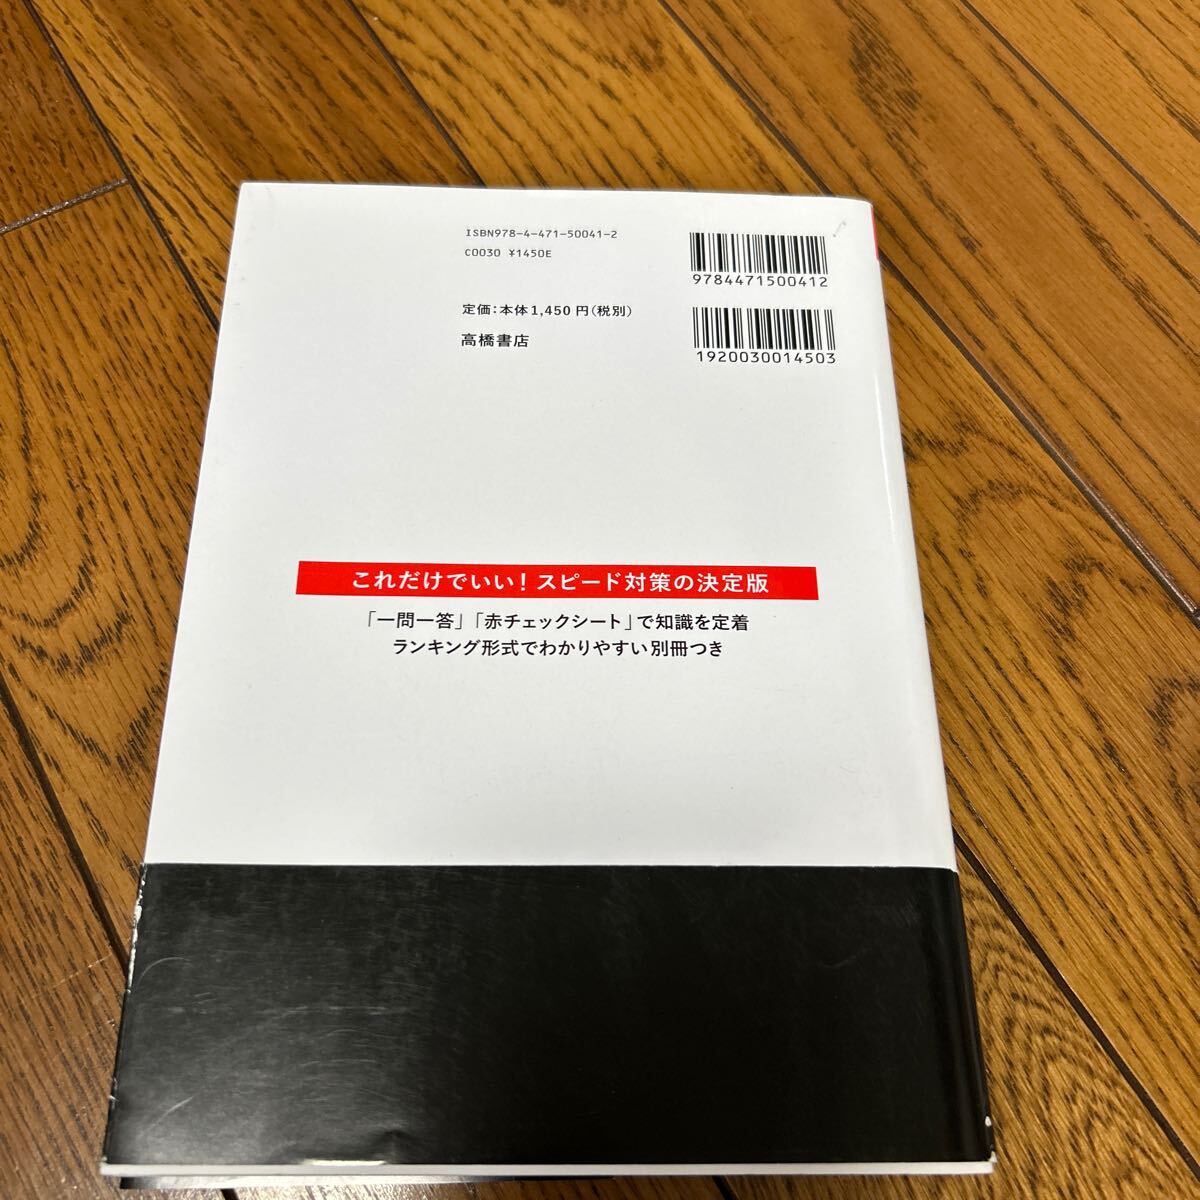 ISBN978-4-471-50041-2
C0030 ¥1450E
9784471500412
定価：本体1,450円（税別）
高橋書店
1920030014503
これだけでいい！スピード対策の決定版
「一問一答」「赤チェックシート」で知識を定着
ランキング形式でわかりやすい別冊つき